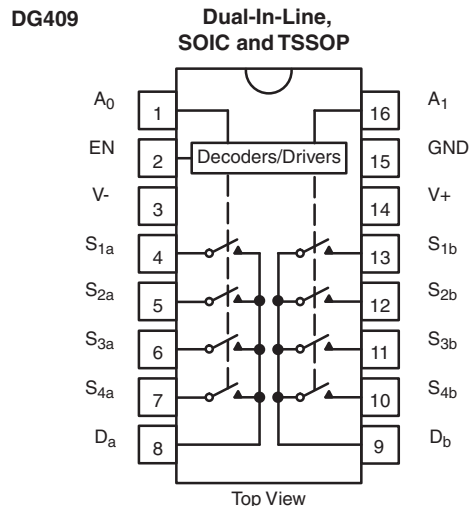 DG409
Dual-In-Line,
SOIC and TSSOP
A0 1 16 A1
EN 2 Decoders/Drivers 15 GND
V- 3 14 V+
S1a 4 13 S1b
S2a 5 12 S2b
S3a 6 11 S3b
S4a 7 10 S4b
Da 8 9 Db
Top View